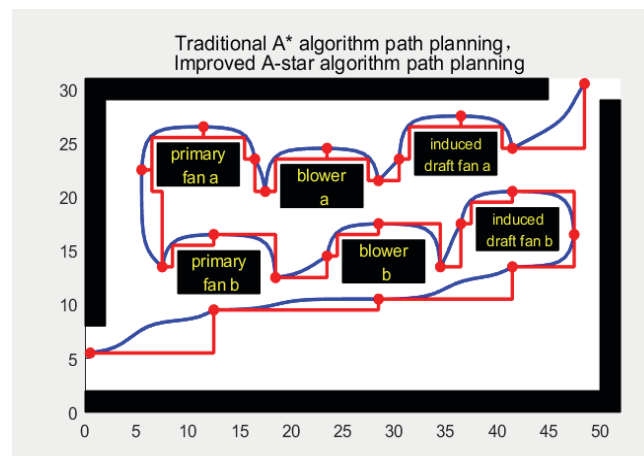 Traditional A* algorithm path planning,
Improved A-star algorithm path planning
30
25
20
15
10
5
0
primary
fan a
blower
a
induced
draft fan a
primary
fan b
blower
b
induced
draft fan b
0 5 10 15 20 25 30 35 40 45 50